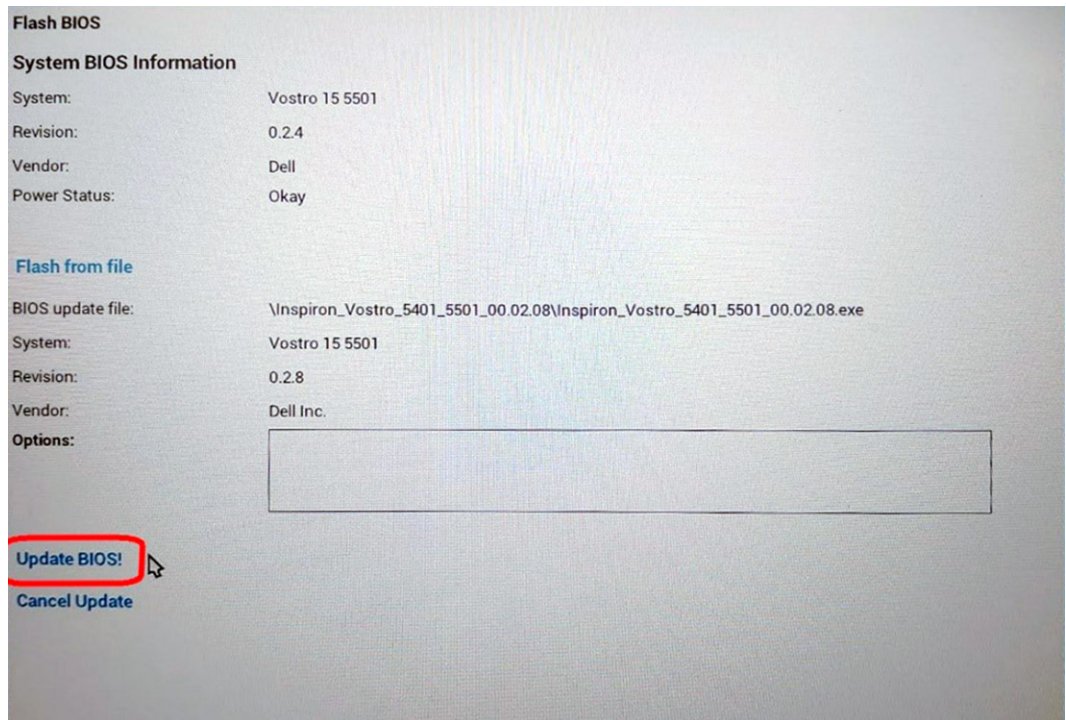 Flash BIOS
System BIOS Information
System: Vostro 15 5501
Revision: 0.2.4
Vendor: Dell
Power Status: Okay
Flash from file
BIOS update file: \Inspiron_Vostro_5401_5501_00.02.08\Inspiron_Vostro_5401_5501_00.02.08.exe
System: Vostro 15 5501
Revision: 0.2.8
Vendor: Dell Inc.
Options:
Update BIOS!
Cancel Update